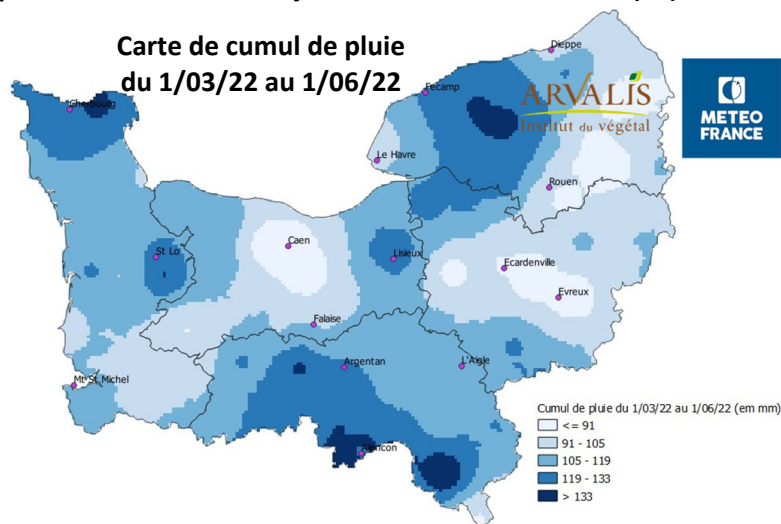 Carte de cumul de pluie
du 1/03/22 au 1/06/22
Dieppe
Fecamp
ARVALIS
Institut du végétal
METEO
FRANCE
Cherbourg
Le Havre
Rouen
St Lo
Caen
Lisieux
Ecardenville
Evreux
Falaise
Argentan
L'Aigle
Mt St Michel
Alencon
Cumul de pluie du 1/03/22 au 1/06/22 (em mm)
<= 91
91 - 105
105 - 119
119 - 133
> 133